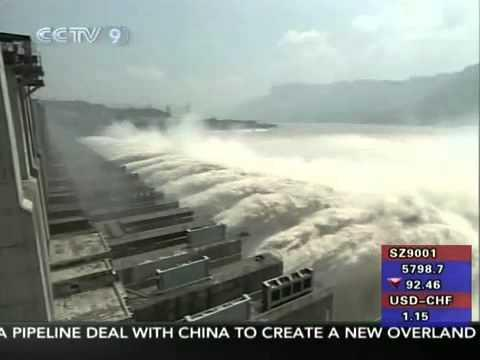 CCTV 9
SZ9001
5798.7
92.46
USD-CHF
1.15
A PIPELINE DEAL WITH CHINA TO CREATE A NEW OVERLAND